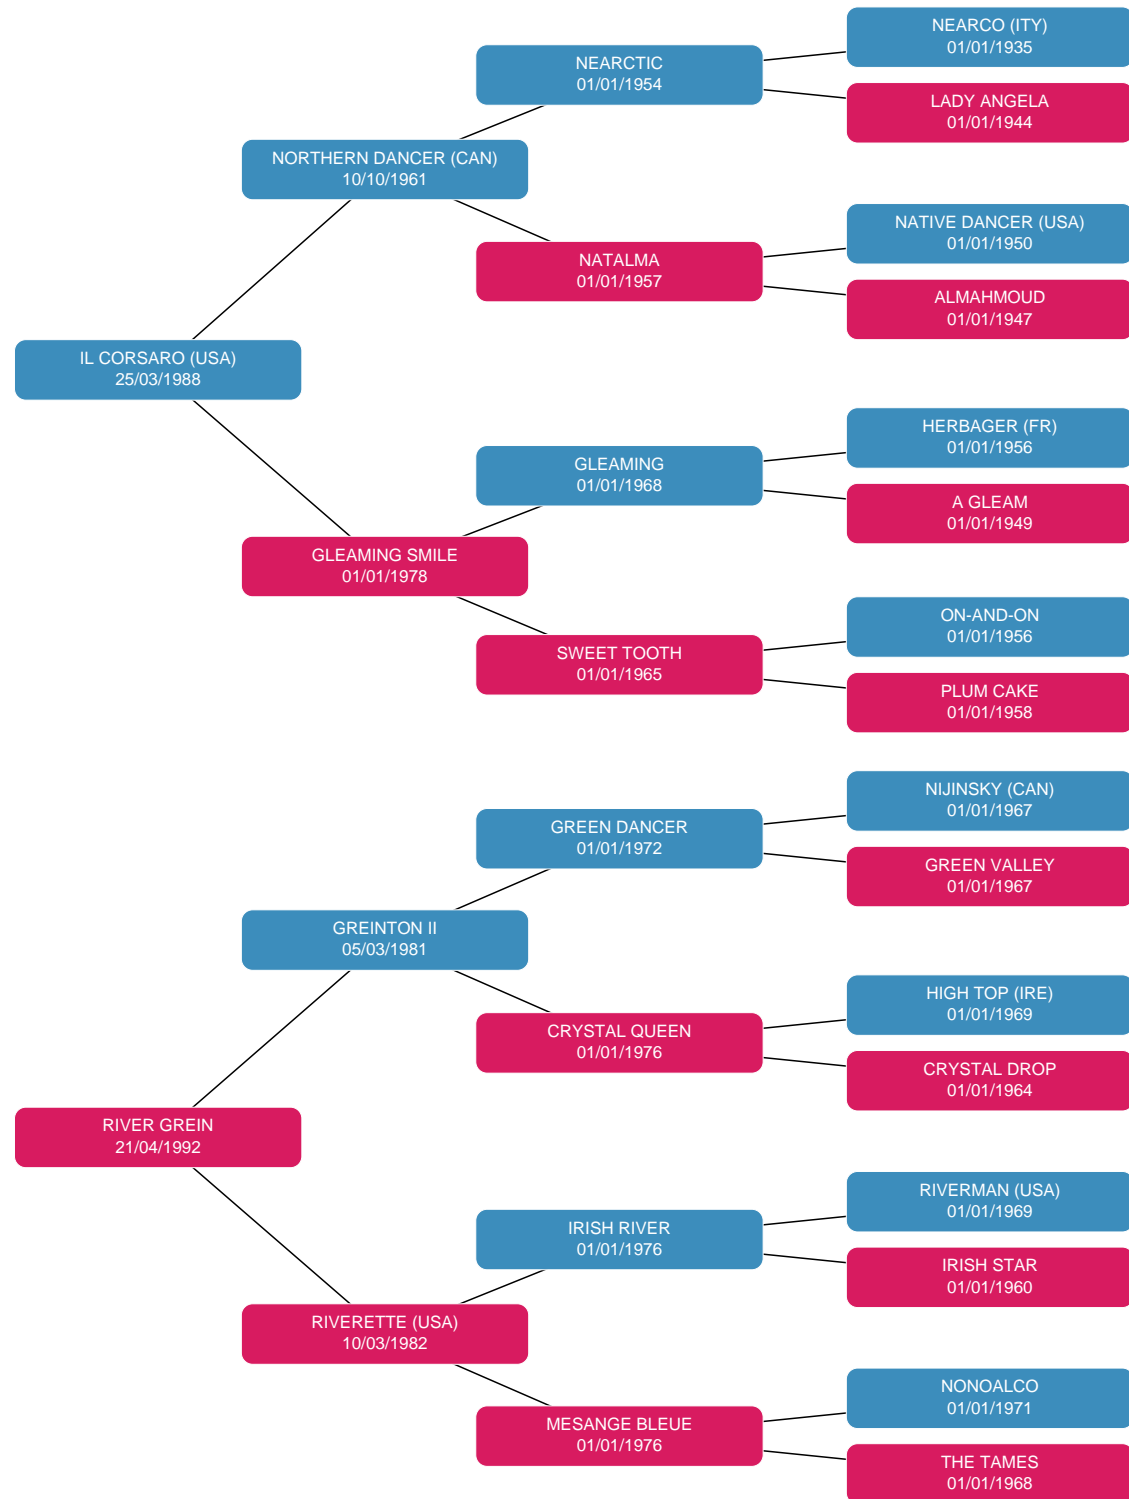 NEARCO (ITY)
01/01/1935
NEARCTIC
01/01/1954
LADY ANGELA
01/01/1944
NORTHERN DANCER (CAN)
10/10/1961
NATIVE DANCER (USA)
01/01/1950
NATALMA
01/01/1957
ALMAHMOUD
01/01/1947
IL CORSARO (USA)
25/03/1988
HERBAGER (FR)
01/01/1956
GLEAMING
01/01/1968
A GLEAM
01/01/1949
GLEAMING SMILE
01/01/1978
ON-AND-ON
01/01/1956
SWEET TOOTH
01/01/1965
PLUM CAKE
01/01/1958
NIJINSKY (CAN)
01/01/1967
GREEN DANCER
01/01/1972
GREEN VALLEY
01/01/1967
GREINTON II
05/03/1981
HIGH TOP (IRE)
01/01/1969
CRYSTAL QUEEN
01/01/1976
CRYSTAL DROP
01/01/1964
RIVER GREIN
21/04/1992
RIVERMAN (USA)
01/01/1969
IRISH RIVER
01/01/1976
IRISH STAR
01/01/1960
RIVERETTE (USA)
10/03/1982
NONOALCO
01/01/1971
MESANGE BLEUE
01/01/1976
THE TAMES
01/01/1968